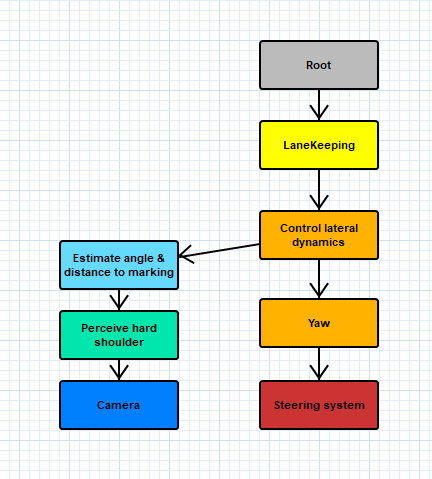 Root
LaneKeeping
Control lateral
dynamics
Estimate angle &
distance to marking
Yaw
Perceive hard
shoulder
Camera
Steering system